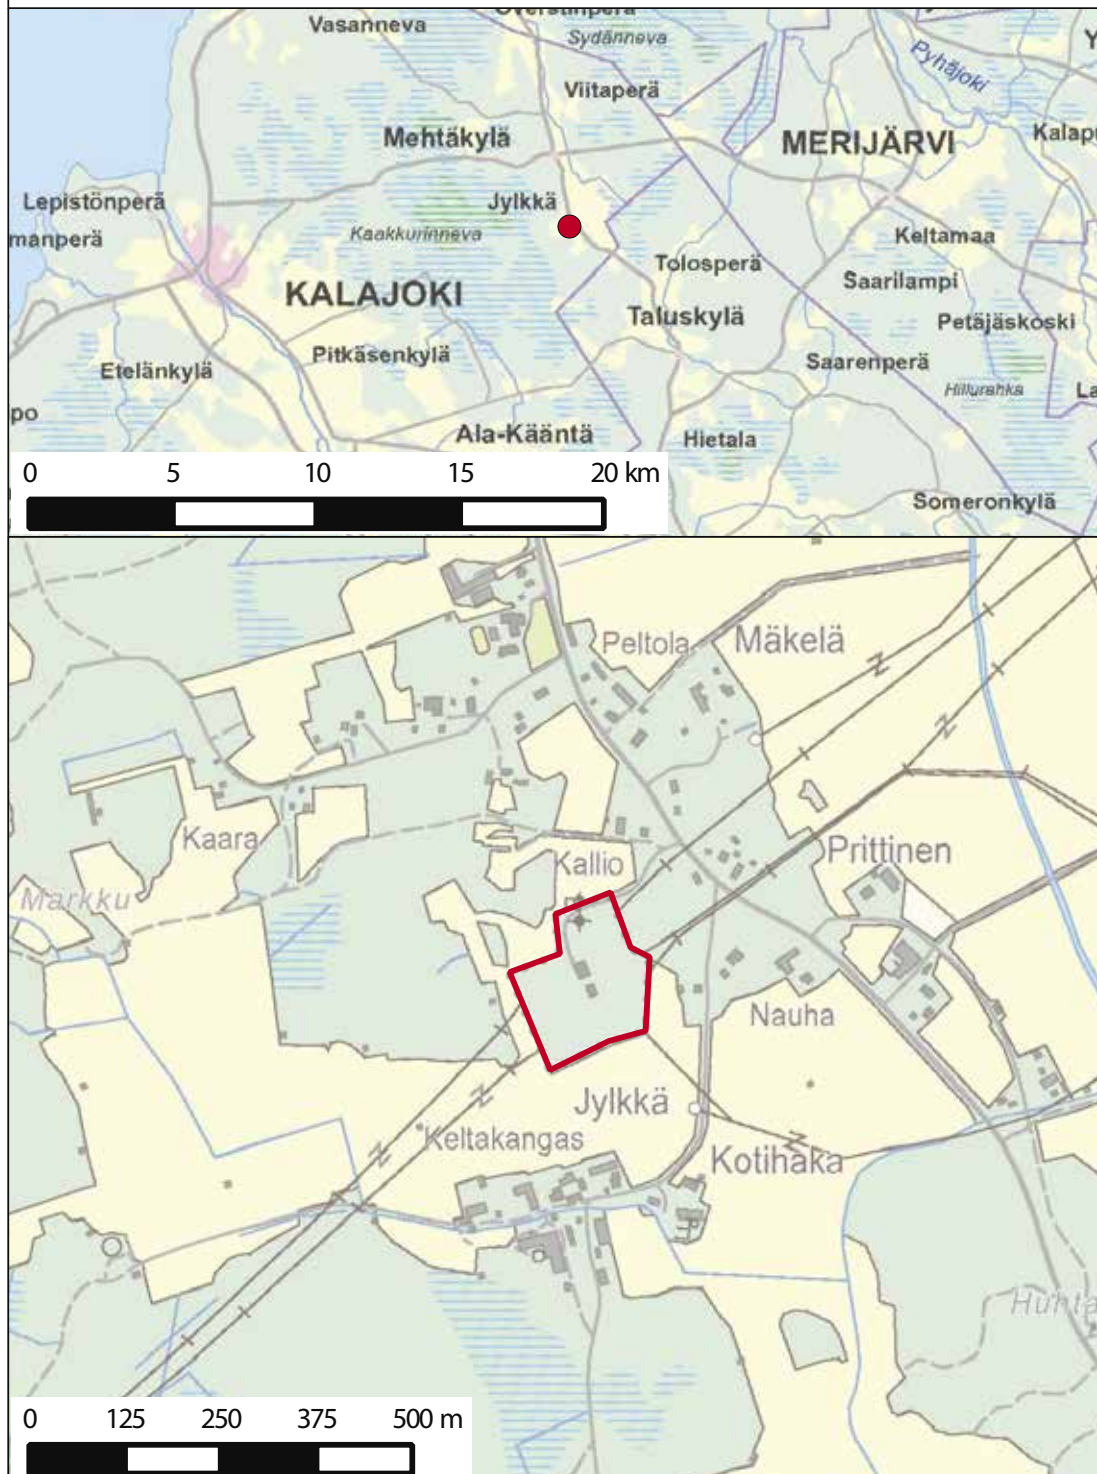 Vasanneva
Överstinperä
Sydänneva
Pyhäjoki
Viitaperä
Mehtäkylä
MERIJÄRVI
Lepistönperä
Jylkkä
manperä
Kaakkurinneva
Keltamaa
Tolosperä
Saarilampi
KALAJOKI
Taluskylä
Petäjäskoski
Pitkäsenkylä
Saarenperä
Etelänkylä
Hillurahka
La
po
Ala-Kääntä
Hietala
0 5 10 15 20 km
Someronkylä
Peltola
Mäkelä
Kaara
Prittinen
Kallio
Markku
Nauha
Jylkkä
Keltakangas
Kotihaka
Huhta
0 125 250 375 500 m